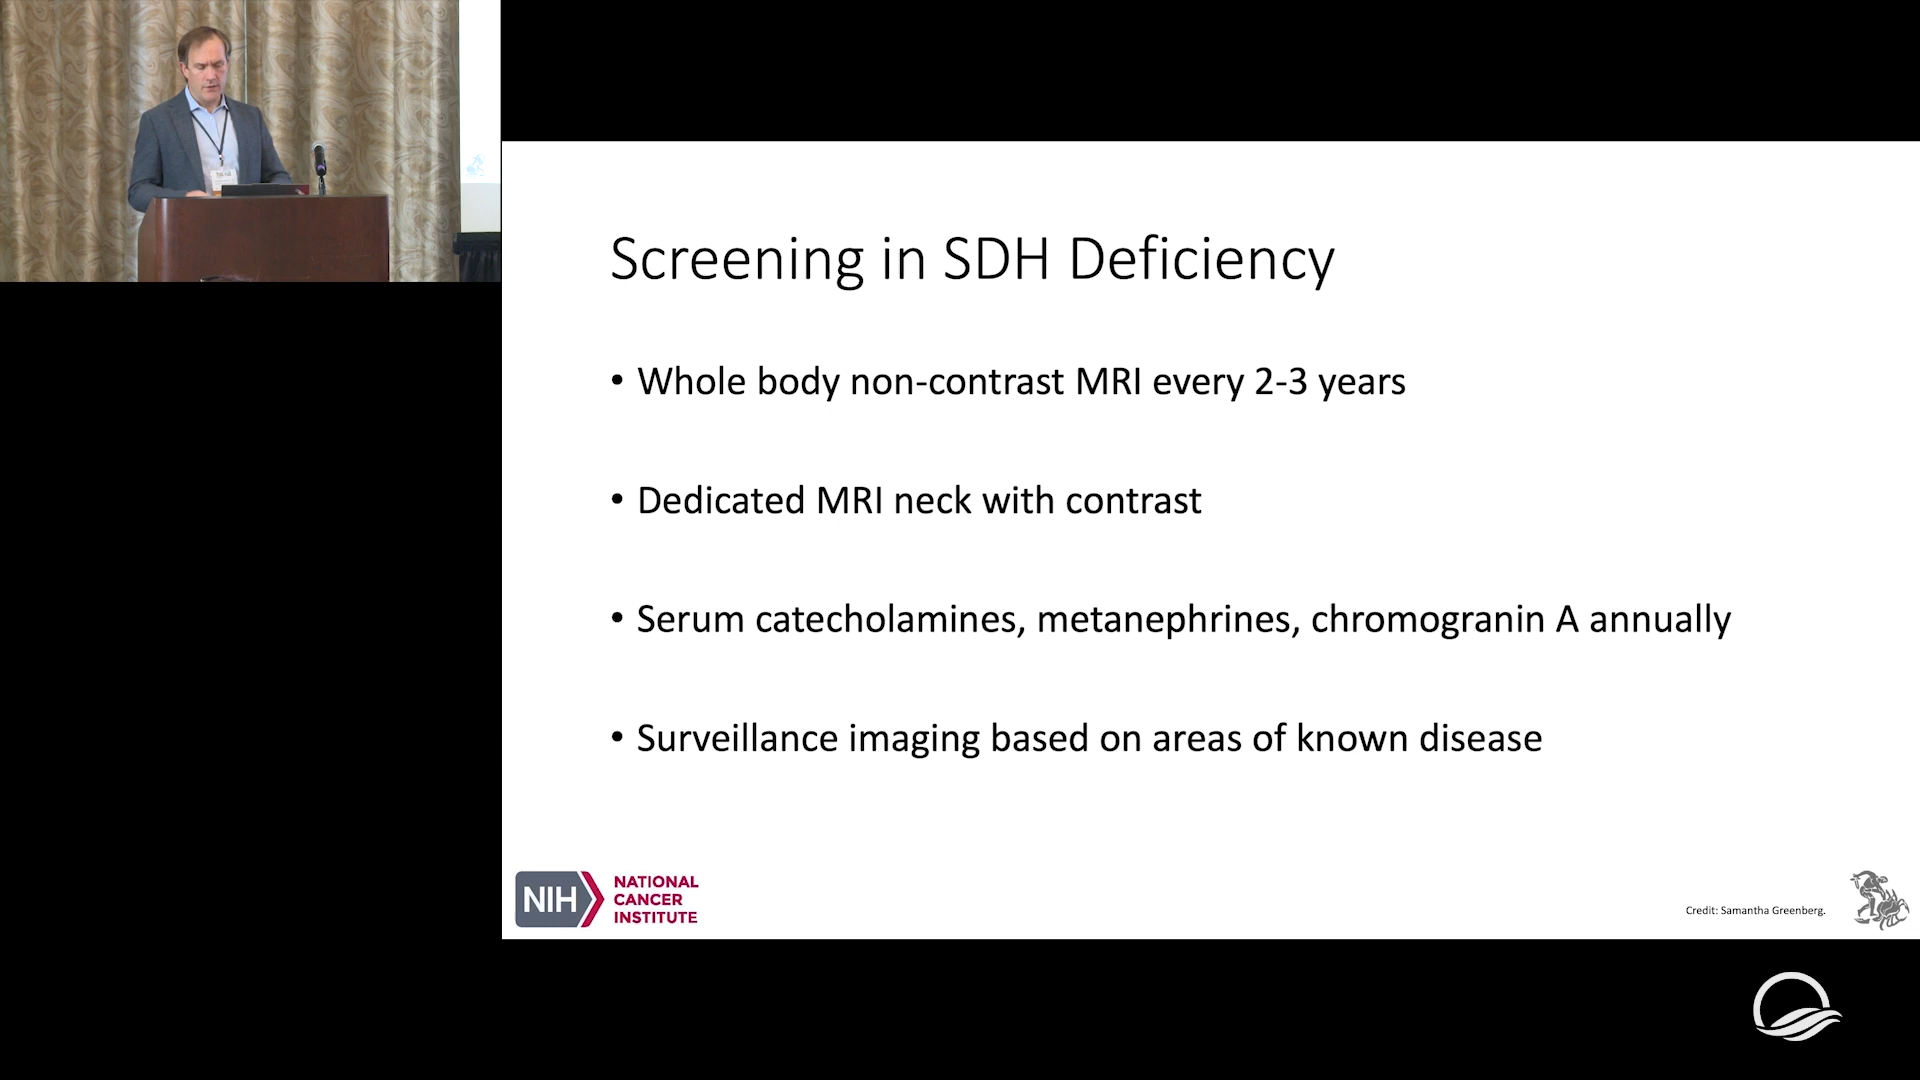 Screening in SDH Deficiency
• Whole body non-contrast MRI every 2-3 years
• Dedicated MRI neck with contrast
• Serum catecholamines, metanephrines, chromogranin A annually
• Surveillance imaging based on areas of known disease
NIH
NATIONAL
CANCER
INSTITUTE
Credit: Samantha Greenberg.